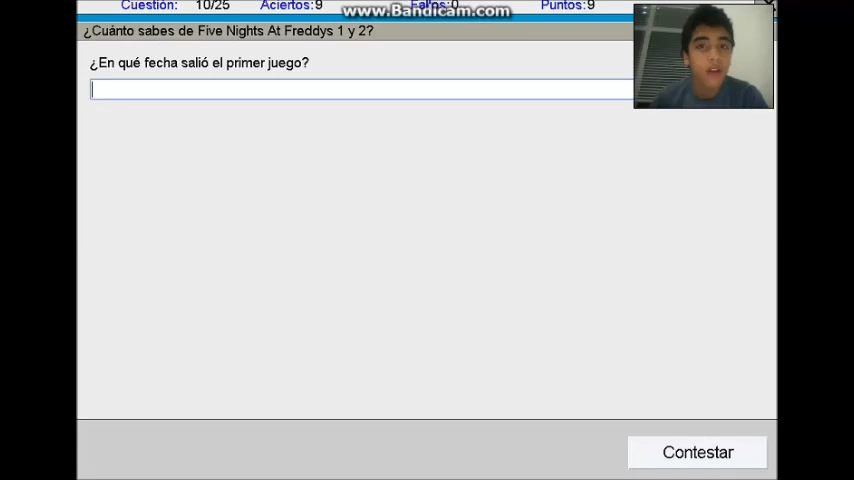 www.Bandicam.com
Cuestión: 10/25 Aciertos:9 Fallos:0 Puntos:9
¿Cuánto sabes de Five Nights At Freddys 1 y 2?
¿En qué fecha salió el primer juego?
Contestar